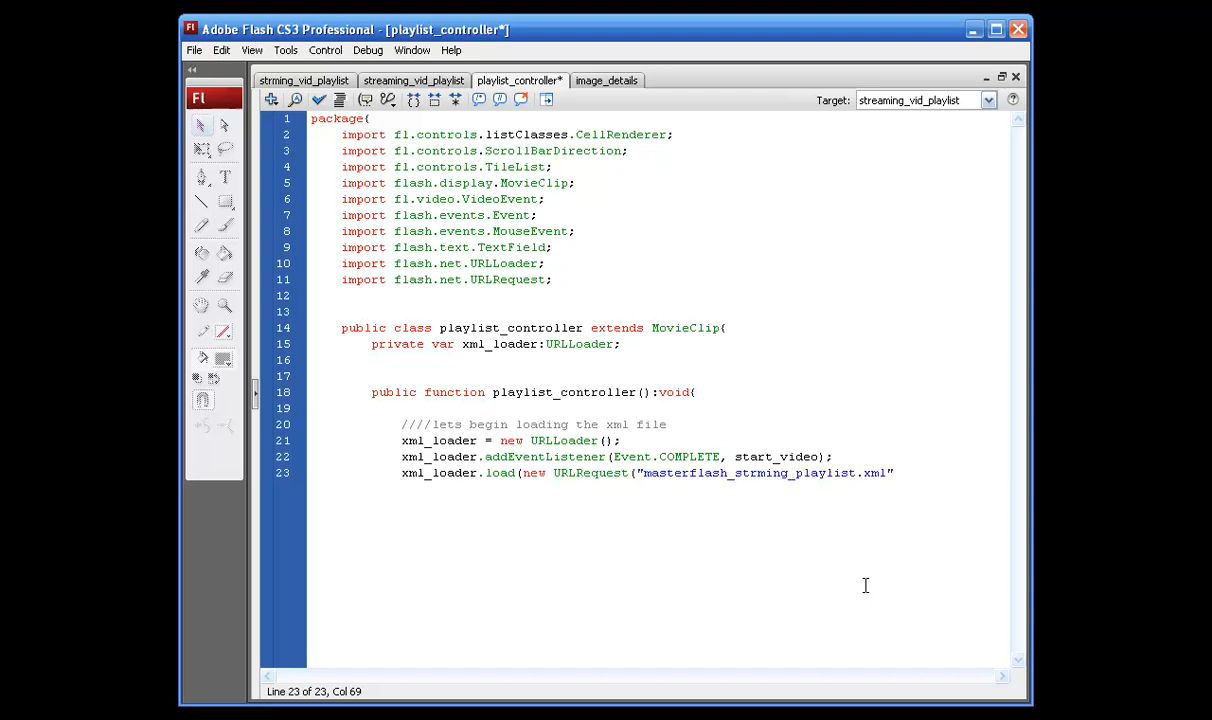 Fl Adobe Flash CS3 Professional - [playlist_controller*]
File Edit View Tools Control Debug Window Help
strming_vid_playlist streaming_vid_playlist playlist_controller* image_details
Fl
Target: streaming_vid_playlist
1 package{
2 import fl.controls.listClasses.CellRenderer;
3 import fl.controls.ScrollBarDirection;
4 import fl.controls.TileList;
5 import flash.display.MovieClip;
6 import fl.video.VideoEvent;
7 import flash.events.Event;
8 import flash.events.MouseEvent;
9 import flash.text.TextField;
10 import flash.net.URLLoader;
11 import flash.net.URLRequest;
12
13
14 public class playlist_controller extends MovieClip{
15 private var xml_loader:URLLoader;
16
17
18 public function playlist_controller():void{
19
20 ////lets begin loading the xml file
21 xml_loader = new URLLoader();
22 xml_loader.addEventListener(Event.COMPLETE, start_video);
23 xml_loader.load(new URLRequest("masterflash_strming_playlist.xml"
Line 23 of 23, Col 69